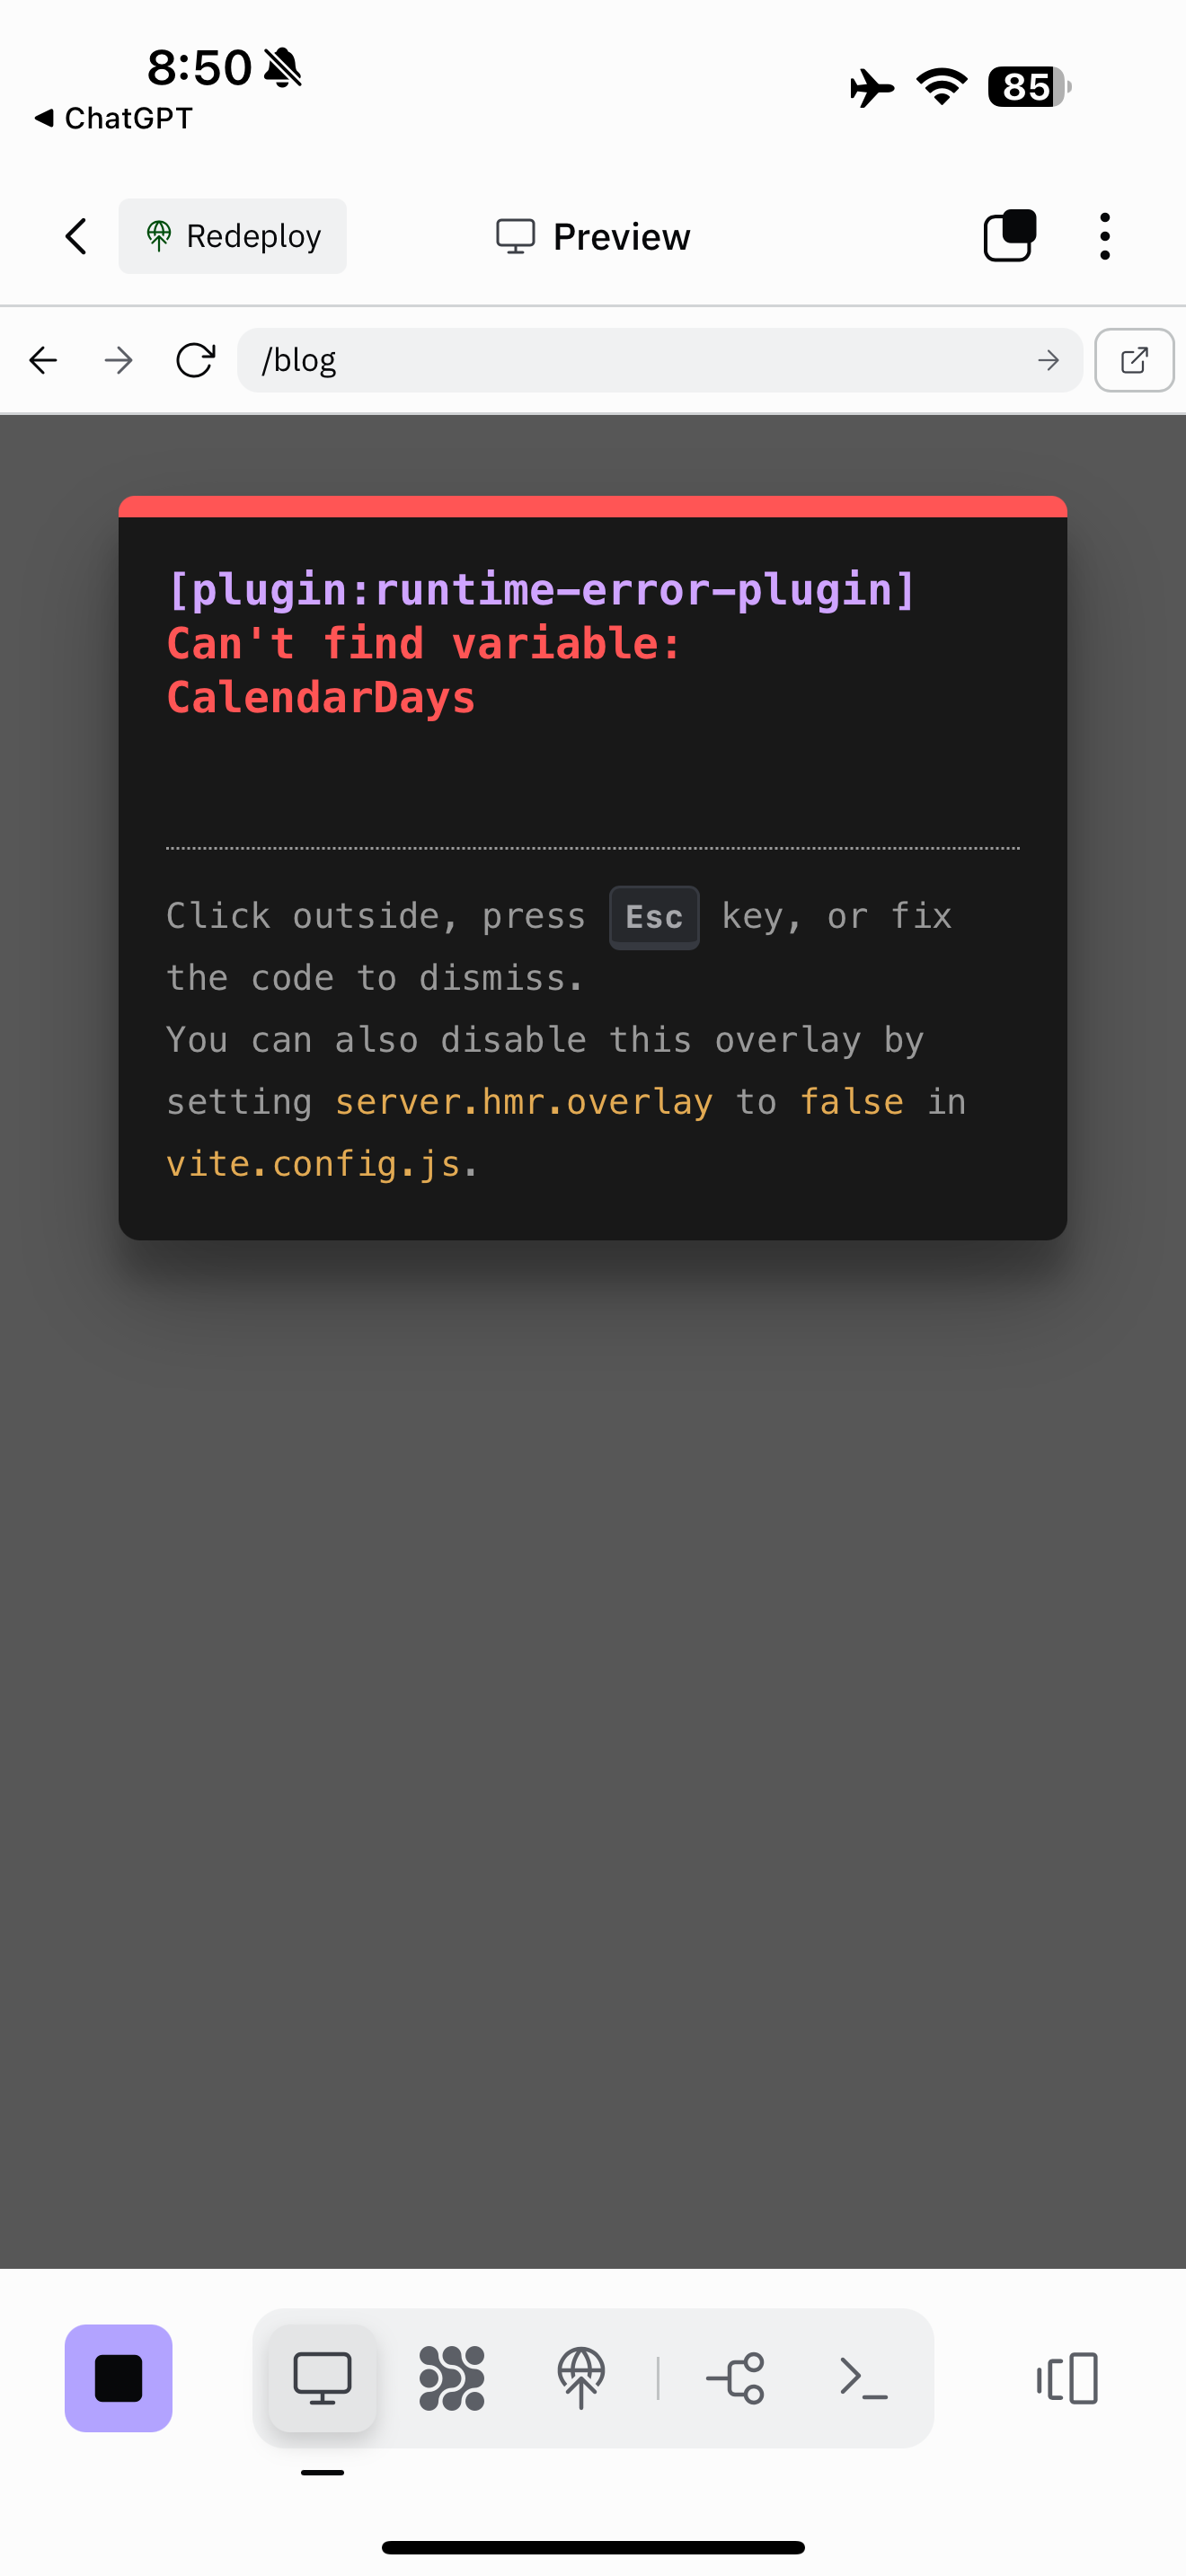 8:50
85
ChatGPT
Redeploy
Preview
/blog
[plugin:runtime-error-plugin]
Can't find variable:
CalendarDays
Click outside, press Esc key, or fix
the code to dismiss.
You can also disable this overlay by
setting server.hmr.overlay to false in
vite.config.js.